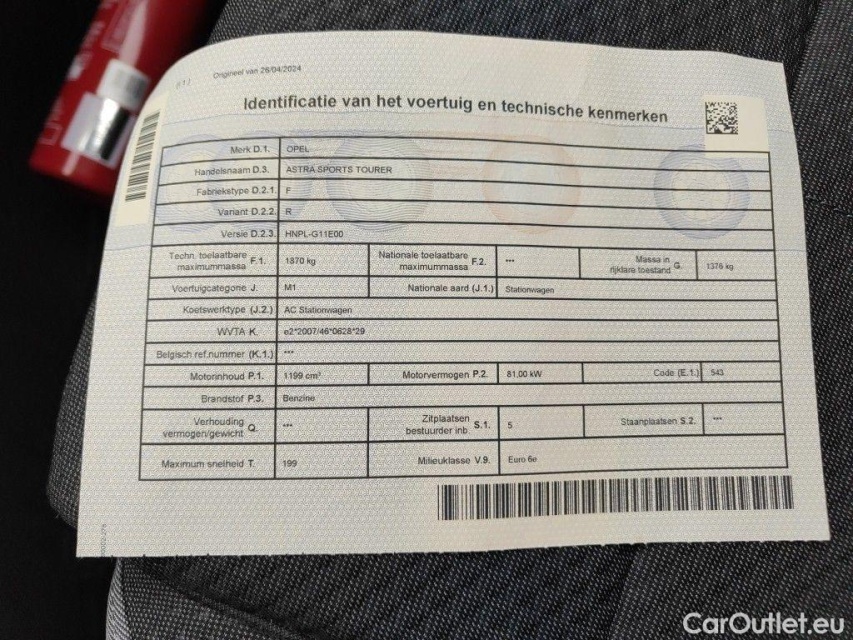 Origineel van 26/04/2024
Identificatie van het voertuig en technische kenmerken
Merk D.1. OPEL
Handelsnaam D.3. ASTRA SPORTS TOURER
Fabriekstype D.2.1. F
Variant D.2.2. R
Versie D.2.3. HNPL-G11E00
Techn. toelaatbare maximummassa F.1. 1870 kg Nationale toelaatbare maximummassa F.2. *** Massa in rijklare toestand G. 1376 kg
Voertuigcategorie J. M1 Nationale aard (J.1.) Stationwagen
Koetswerktype (J.2.) AC Stationwagen
WVTA K. e2*2007/46*0628*29
Belgisch ref.nummer (K.1.) ***
Motorinhoud P.1. 1199 cm³ Motorvermogen P.2. 81,00 kW Code (E.1.) 543
Brandstof P.3. Benzine
Verhouding vermogen/gewicht Q. *** Zitplaatsen bestuurder inb. S.1. 5 Staanplaatsen S.2. ***
Maximum snelheid T. 199 Milieuklasse V.9. Euro 6e
CarOutlet.eu